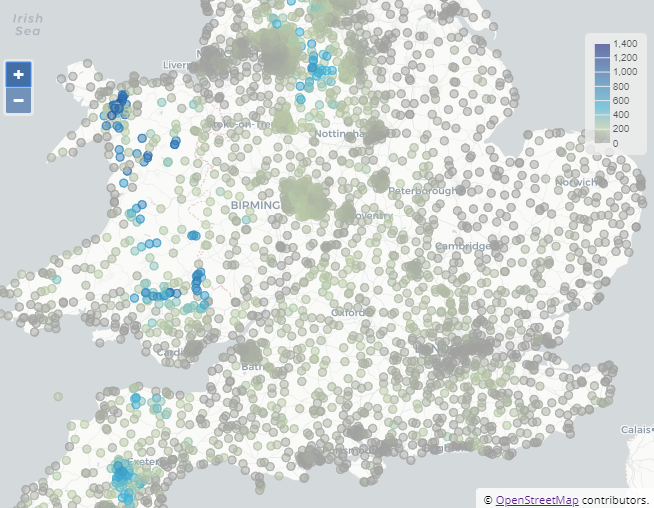 Irish
Sea
+
−
1,400
1,200
1,000
800
600
400
200
0
Nottingham
Norwich
Peterborough
BIRMING
Cambridge
Oxford
Bath
Exeter
Calais
© OpenStreetMap contributors.